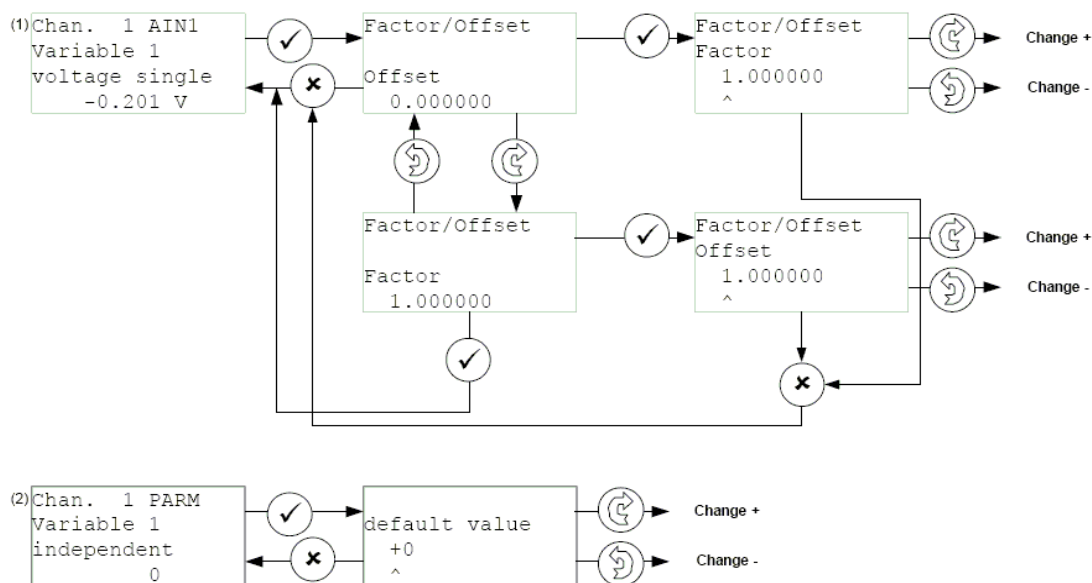 (1) Chan.  1 AIN1
Variable 1
voltage single
-0.201 V
Factor/Offset
Offset
0.000000
Factor/Offset
Factor
1.000000
^
Change +
Change -
Factor/Offset
Factor
1.000000
Factor/Offset
Offset
1.000000
^
Change +
Change -
(2) Chan.  1 PARM
Variable 1
independent
0
default value
+0
^
Change +
Change -